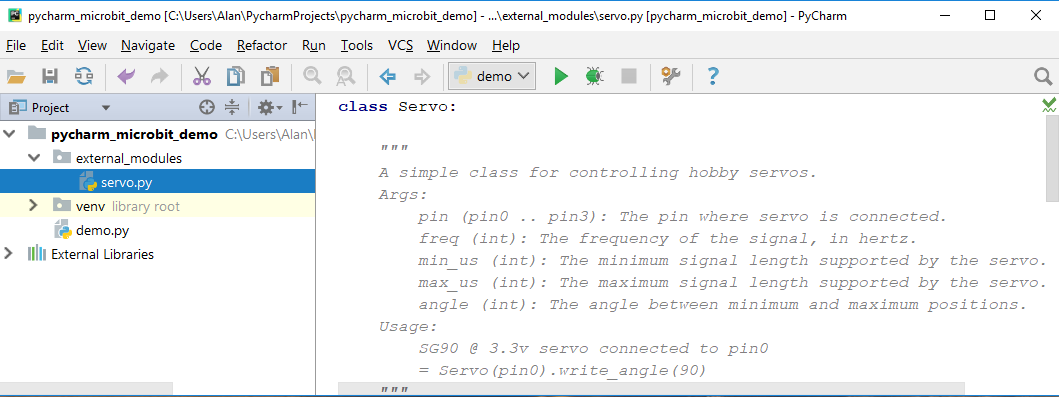 pycharm_microbit_demo [C:\Users\Alan\PycharmProjects\pycharm_microbit_demo] - ...\external_modules\servo.py [pycharm_microbit_demo] - PyCharm
File Edit View Navigate Code Refactor Run Tools VCS Window Help
demo
Project
pycharm_microbit_demo C:\Users\Alan\
external_modules
servo.py
venv library root
demo.py
External Libraries
class Servo:
"""
A simple class for controlling hobby servos.
Args:
pin (pin0 .. pin3): The pin where servo is connected.
freq (int): The frequency of the signal, in hertz.
min_us (int): The minimum signal length supported by the servo.
max_us (int): The maximum signal length supported by the servo.
angle (int): The angle between minimum and maximum positions.
Usage:
SG90 @ 3.3v servo connected to pin0
= Servo(pin0).write_angle(90)
"""